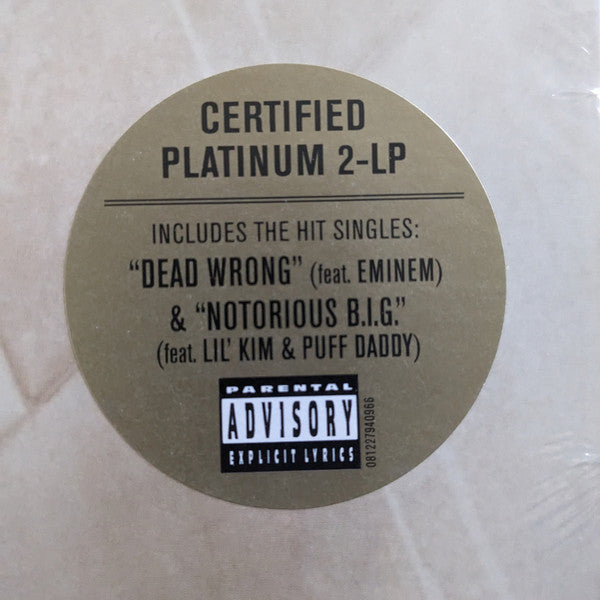 CERTIFIED
PLATINUM 2-LP
INCLUDES THE HIT SINGLES:
“DEAD WRONG” (feat. EMINEM)
& “NOTORIOUS B.I.G.”
(feat. LIL’ KIM & PUFF DADDY)
PARENTAL
ADVISORY
EXPLICIT LYRICS
081227940966